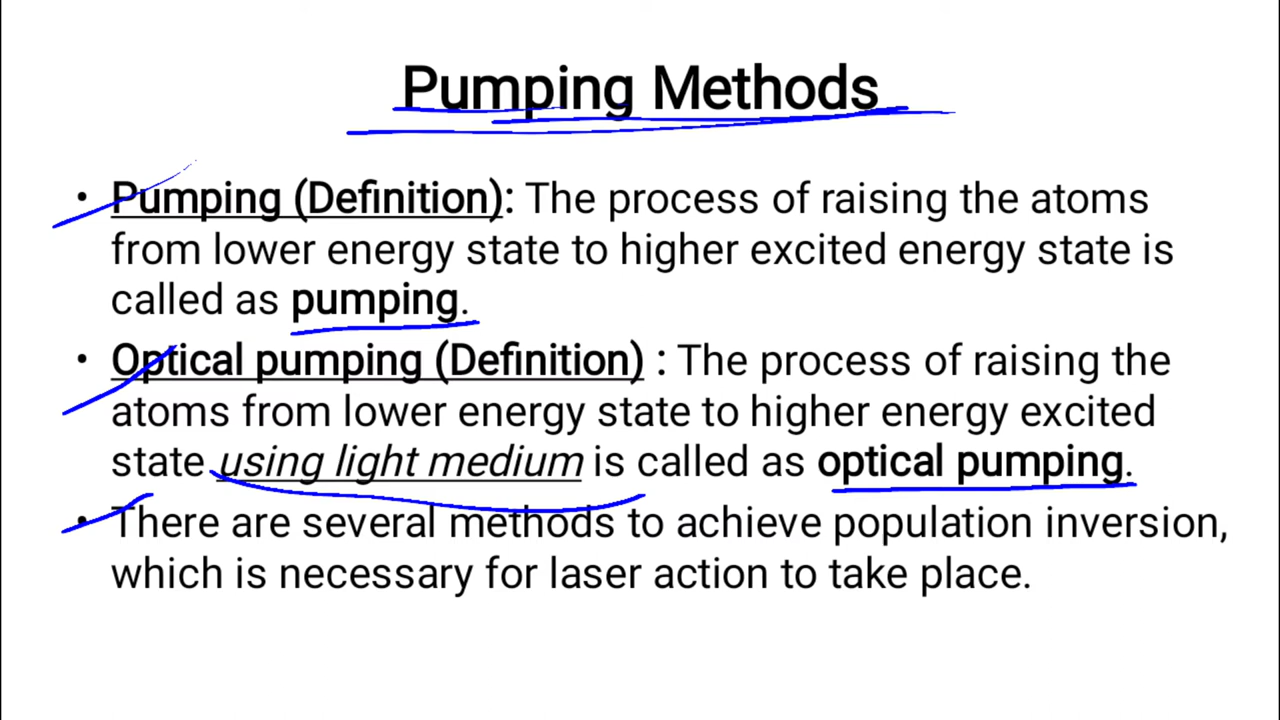 Pumping Methods
• Pumping (Definition): The process of raising the atoms
from lower energy state to higher excited energy state is
called as pumping.
• Optical pumping (Definition) : The process of raising the
atoms from lower energy state to higher energy excited
state using light medium is called as optical pumping.
• There are several methods to achieve population inversion,
which is necessary for laser action to take place.